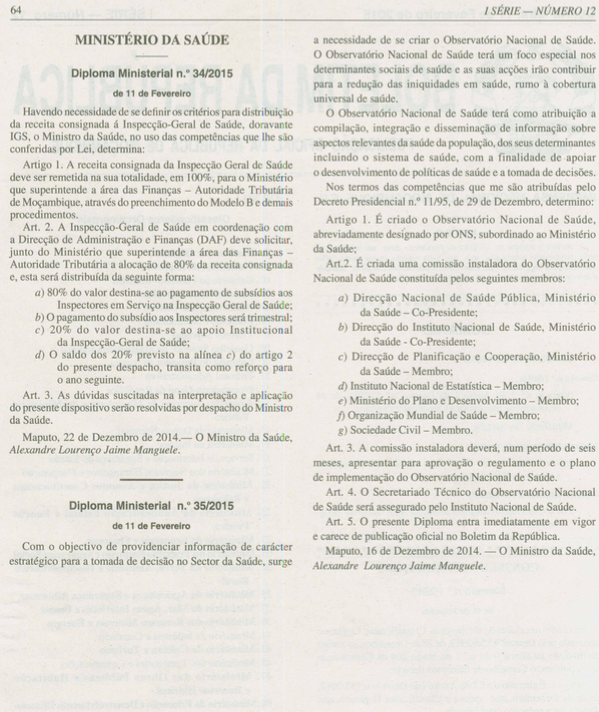 64
I SÉRIE — NÚMERO 12
MINISTÉRIO DA SAÚDE
Diploma Ministerial n.º 34/2015
de 11 de Fevereiro
Havendo necessidade de se definir os critérios para distribuição
da receita consignada á Inspecção-Geral de Saúde, doravante
IGS, o Ministro da Saúde, no uso das competências que lhe são
conferidas por Lei, determina:
Artigo 1. A receita consignada da Inspecção Geral de Saúde
deve ser remetida na sua totalidade, em 100%, para o Ministério
que superintende a área das Finanças – Autoridade Tributária
de Moçambique, através do preenchimento do Modelo B e demais
procedimentos.
Art. 2. A Inspecção-Geral de Saúde em coordenação com
a Direcção de Administração e Finanças (DAF) deve solicitar,
junto do Ministério que superintende a área das Finanças –
Autoridade Tributária a alocação de 80% da receita consignada
e, esta será distribuída da seguinte forma:
a) 80% do valor destina-se ao pagamento de subsídios aos
Inspectores em Serviço na Inspecção Geral de Saúde;
b) O pagamento do subsídio aos Inspectores será trimestral;
c) 20% do valor destina-se ao apoio Institucional
da Inspecção-Geral de Saúde;
d) O saldo dos 20% previsto na alínea c) do artigo 2
do presente despacho, transita como reforço para
o ano seguinte.
Art. 3. As dúvidas suscitadas na interpretação e aplicação
do presente dispositivo serão resolvidas por despacho do Ministro
da Saúde.
Maputo, 22 de Dezembro de 2014.— O Ministro da Saúde,
Alexandre Lourenço Jaime Manguele.
Diploma Ministerial n.º 35/2015
de 11 de Fevereiro
Com o objectivo de providenciar informação de carácter
estratégico para a tomada de decisão no Sector da Saúde, surge
a necessidade de se criar o Observatório Nacional de Saúde.
O Observatório Nacional de Saúde terá um foco especial nos
determinantes sociais de saúde e as suas acções irão contribuir
para a redução das iniquidades em saúde, rumo à cobertura
universal de saúde.
O Observatório Nacional de Saúde terá como atribuição a
compilação, integração e disseminação de informação sobre
aspectos relevantes da saúde da população, dos seus determinantes
incluindo o sistema de saúde, com a finalidade de apoiar
o desenvolvimento de políticas de saúde e a tomada de decisões.
Nos termos das competências que me são atribuídas pelo
Decreto Presidencial n.º 11/95, de 29 de Dezembro, determino:
Artigo 1. É criado o Observatório Nacional de Saúde,
abreviadamente designado por ONS, subordinado ao Ministério
da Saúde;
Art.2. É criada uma comissão instaladora do Observatório
Nacional de Saúde constituída pelos seguintes membros:
a) Direcção Nacional de Saúde Pública, Ministério
da Saúde – Co-Presidente;
b) Direcção do Instituto Nacional de Saúde, Ministério
da Saúde - Co-Presidente;
c) Direcção de Planificação e Cooperação, Ministério
da Saúde – Membro;
d) Instituto Nacional de Estatística – Membro;
e) Ministério do Plano e Desenvolvimento – Membro;
f) Organização Mundial de Saúde – Membro;
g) Sociedade Civil – Membro.
Art. 3. A comissão instaladora deverá, num período de seis
meses, apresentar para aprovação o regulamento e o plano
de implementação do Observatório Nacional de Saúde.
Art. 4. O Secretariado Técnico do Observatório Nacional
de Saúde será assegurado pelo Instituto Nacional de Saúde.
Art. 5. O presente Diploma entra imediatamente em vigor
e carece de publicação oficial no Boletim da República.
Maputo, 16 de Dezembro de 2014. — O Ministro da Saúde,
Alexandre Lourenço Jaime Manguele.